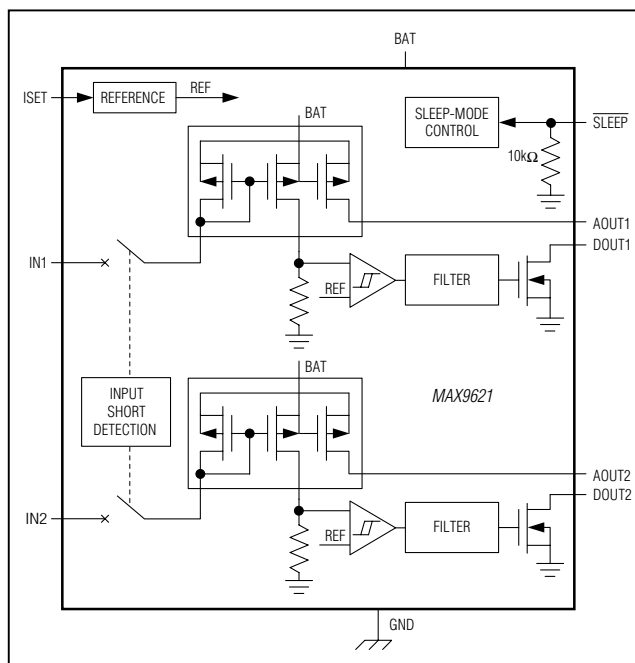 BAT
ISET
REFERENCE
REF
SLEEP-MODE
CONTROL
SLEEP
10kΩ
BAT
AOUT1
DOUT1
IN1
REF
FILTER
INPUT
SHORT
DETECTION
BAT
MAX9621
AOUT2
DOUT2
IN2
REF
FILTER
GND